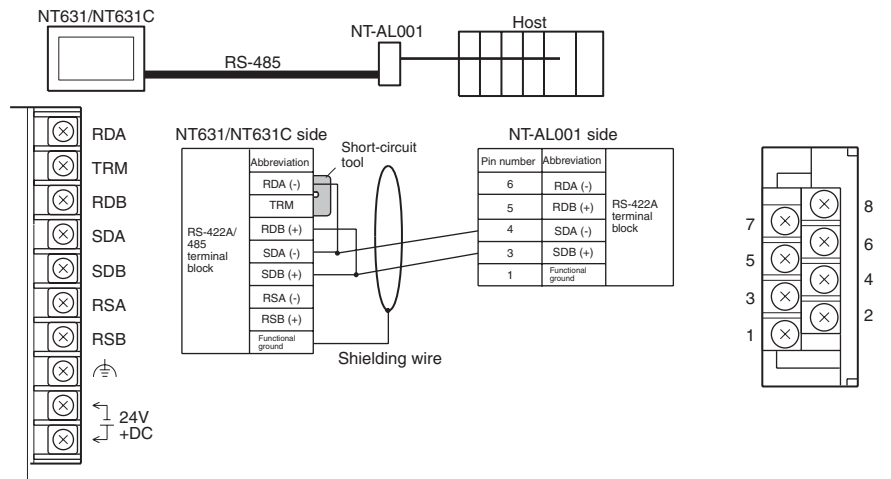 NT631/NT631C
NT-AL001
Host
RS-485
RDA
TRM
RDB
SDA
SDB
RSA
RSB
24V
+DC
NT631/NT631C side
Short-circuit
tool
RS-422A/
485
terminal
block
Abbreviation
RDA (-)
TRM
RDB (+)
SDA (-)
SDB (+)
RSA (-)
RSB (+)
Functional
ground
Shielding wire
NT-AL001 side
Pin number Abbreviation
6 RDA (-)
5 RDB (+)
4 SDA (-)
3 SDB (+)
1 Functional
ground
RS-422A
terminal
block
8
7
6
5
4
3
2
1